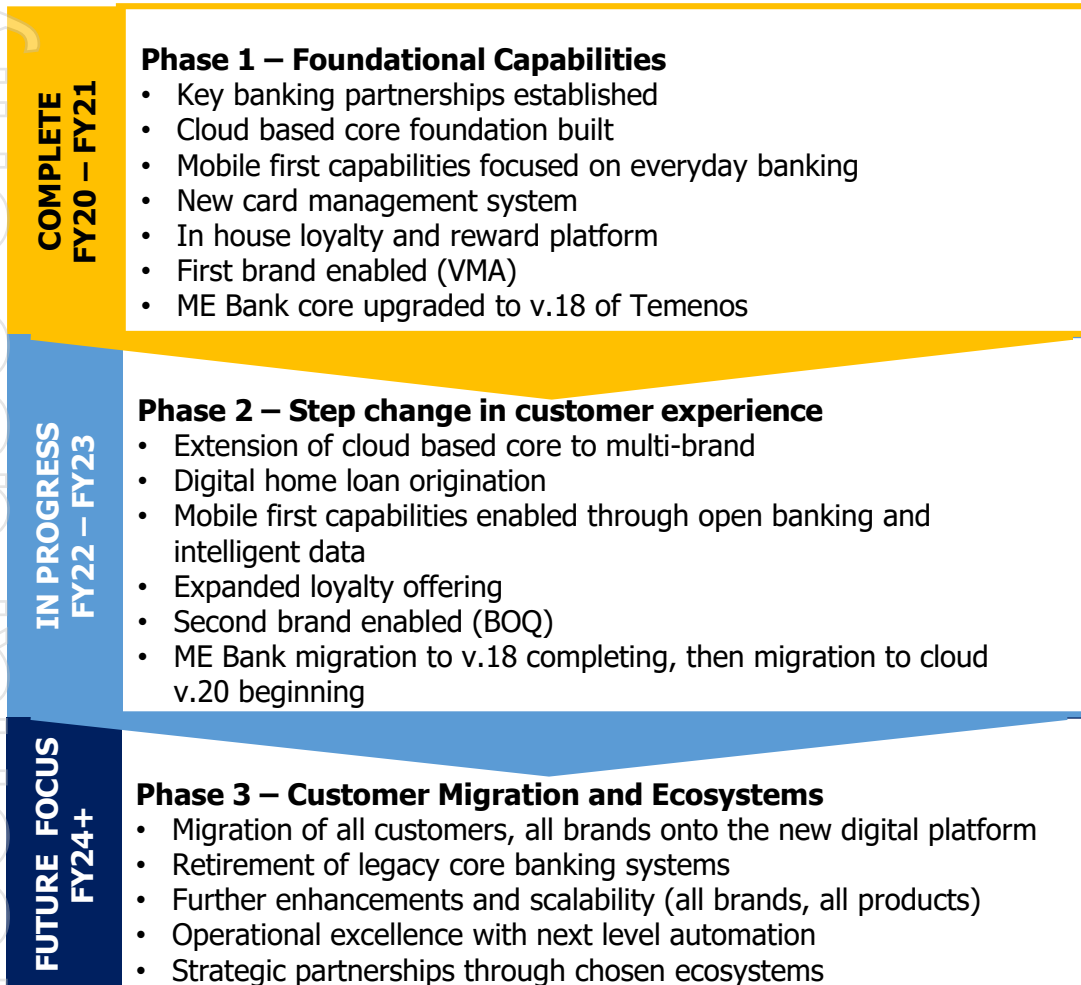 COMPLETE
FY20 – FY21
Phase 1 – Foundational Capabilities
• Key banking partnerships established
• Cloud based core foundation built
• Mobile first capabilities focused on everyday banking
• New card management system
• In house loyalty and reward platform
• First brand enabled (VMA)
• ME Bank core upgraded to v.18 of Temenos
IN PROGRESS
FY22 – FY23
Phase 2 – Step change in customer experience
• Extension of cloud based core to multi-brand
• Digital home loan origination
• Mobile first capabilities enabled through open banking and
intelligent data
• Expanded loyalty offering
• Second brand enabled (BOQ)
• ME Bank migration to v.18 completing, then migration to cloud
v.20 beginning
FUTURE FOCUS
FY24+
Phase 3 – Customer Migration and Ecosystems
• Migration of all customers, all brands onto the new digital platform
• Retirement of legacy core banking systems
• Further enhancements and scalability (all brands, all products)
• Operational excellence with next level automation
• Strategic partnerships through chosen ecosystems